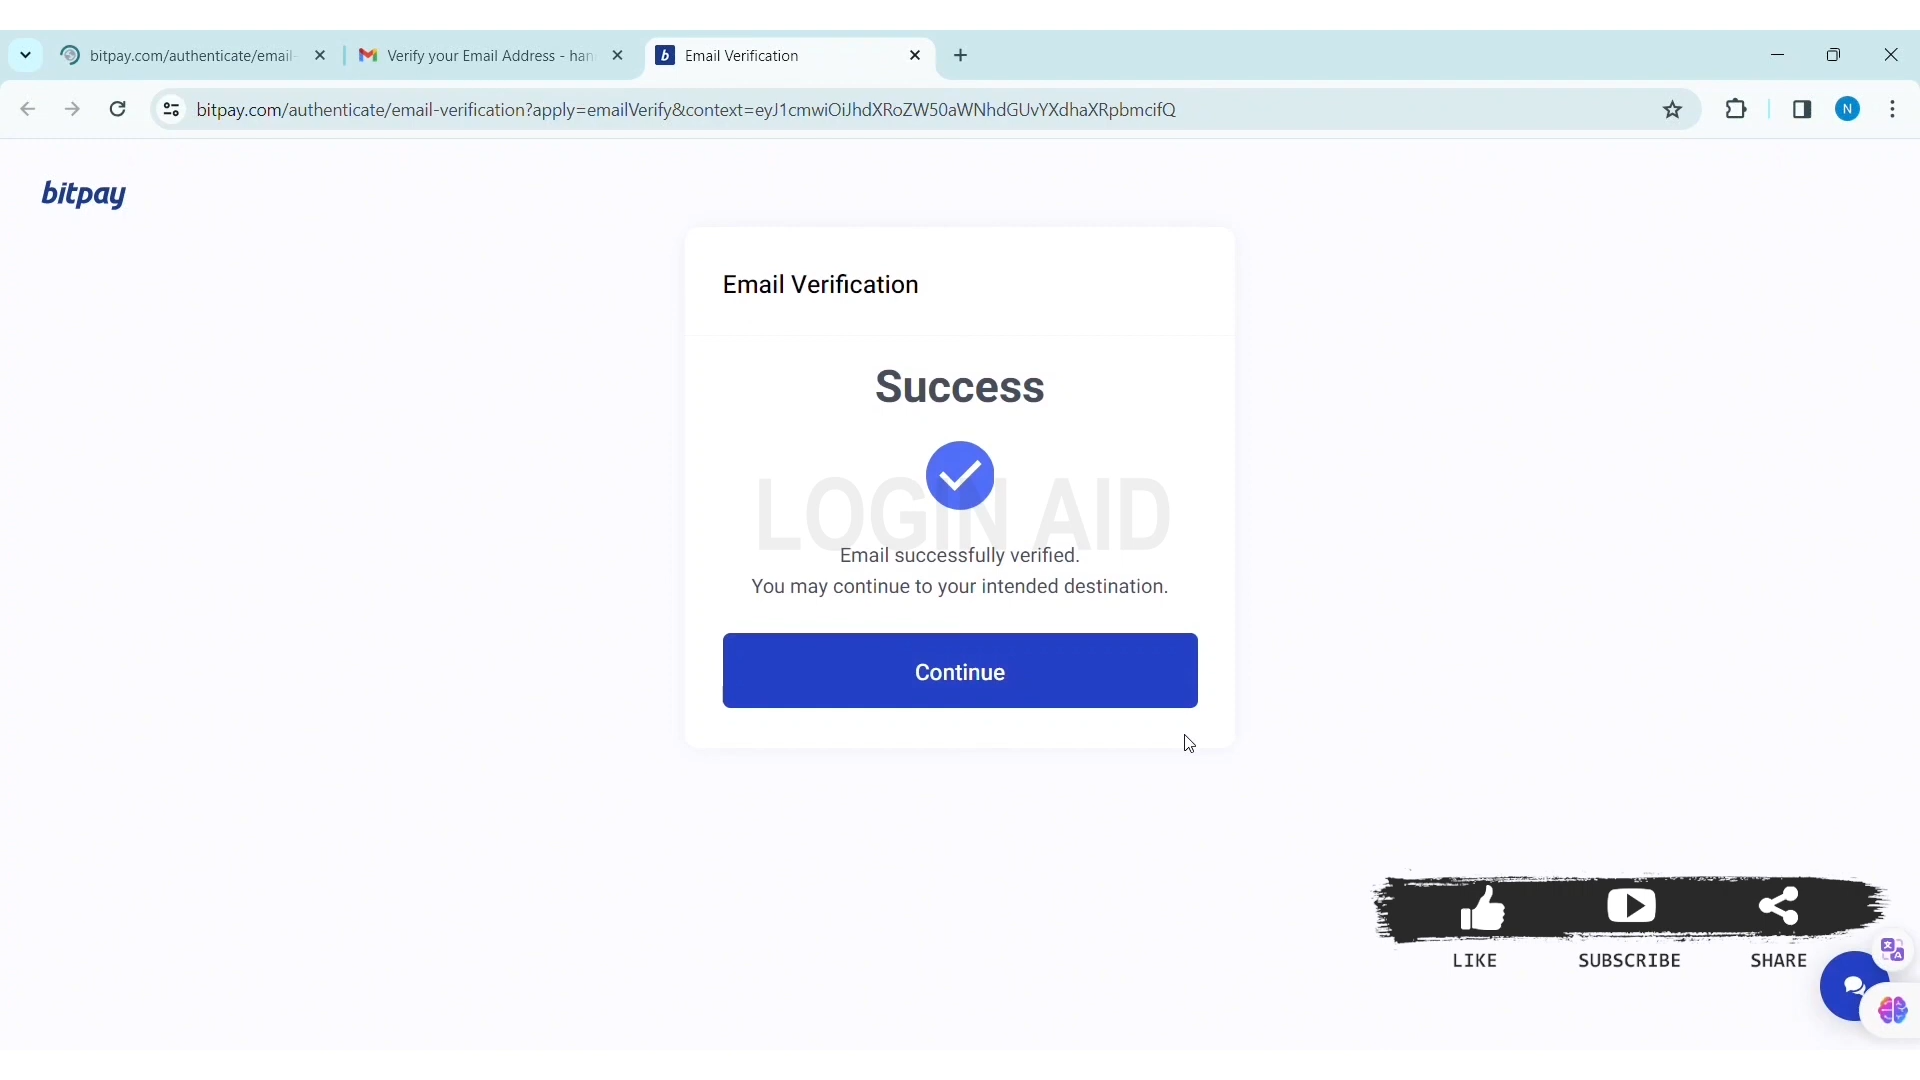 bitpay.com/authenticate/email-
Verify your Email Address - han
Email Verification
bitpay.com/authenticate/email-verification?apply=emailVerify&context=eyJ1cmwiOiJhdXRoZW50aWNhdGUvYXdhaXRpbmcifQ
N
bitpay
Email Verification
Success
LOGIN AID
Email successfully verified.
You may continue to your intended destination.
Continue
LIKE
SUBSCRIBE
SHARE